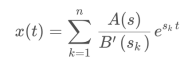 x(t) = \sum_{k=1}^{n} \frac{A(s)}{B'(s_k)} e^{s_k t}